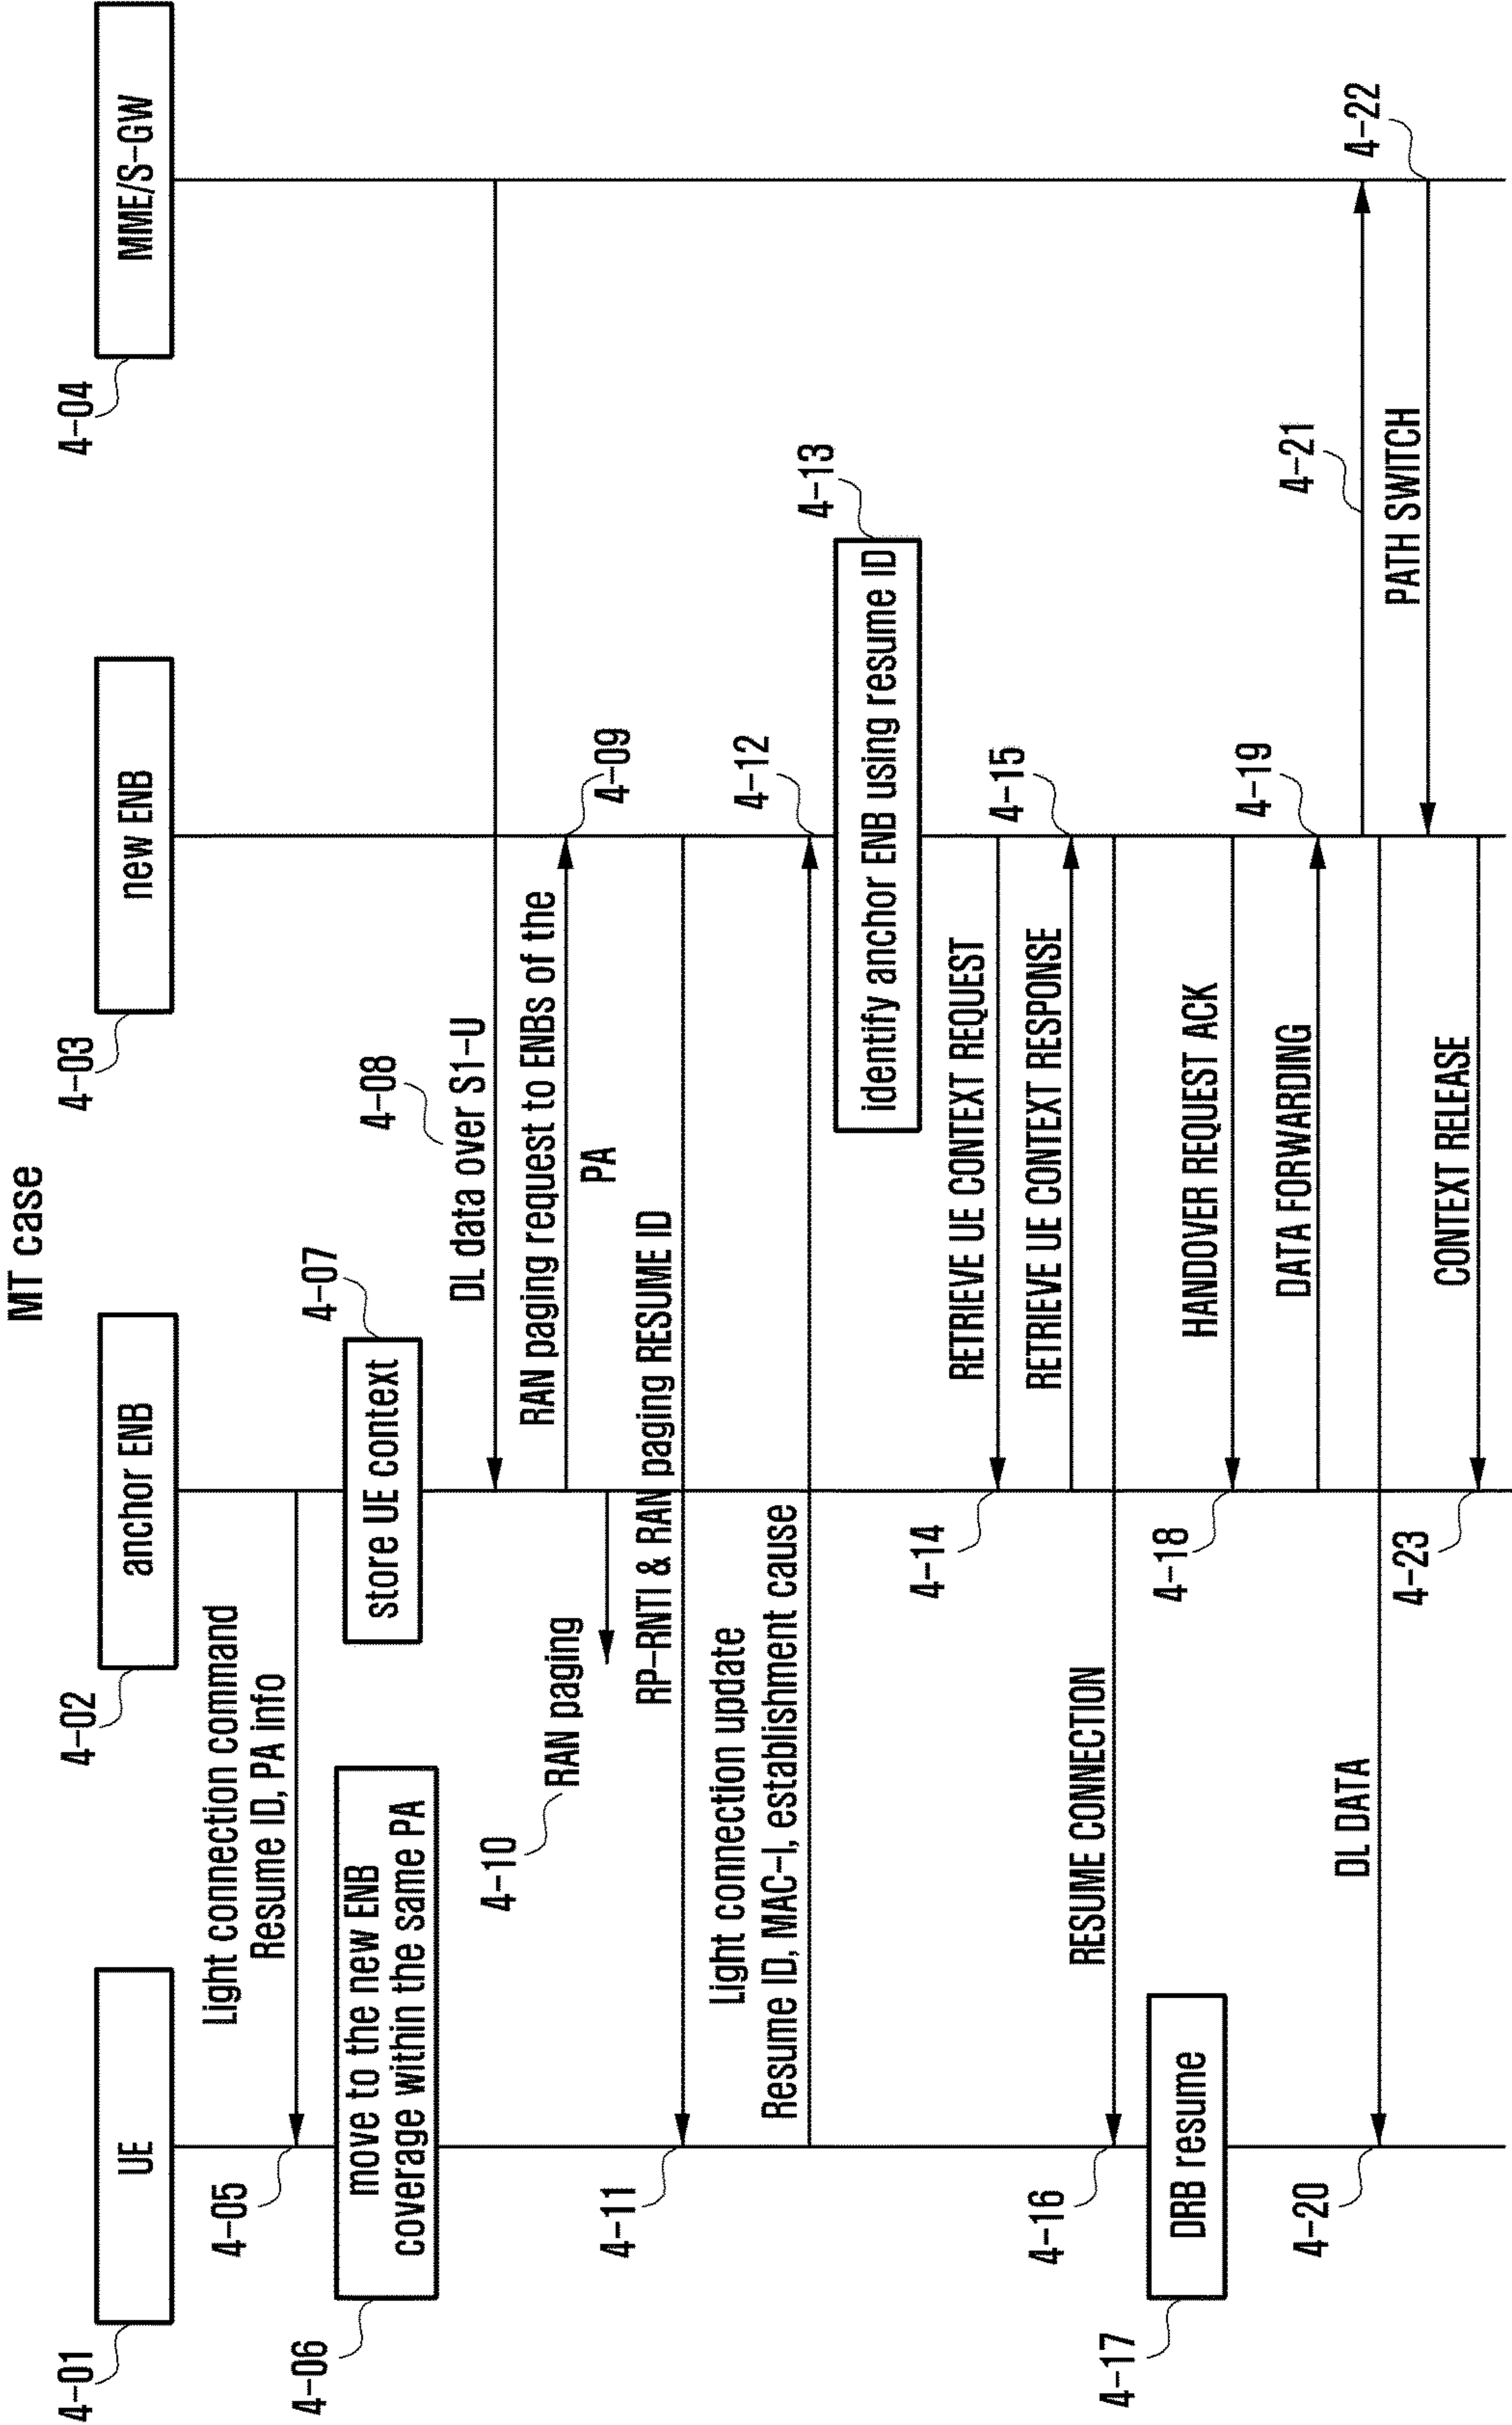 MT case
4-01
UE
4-02
anchor ENB
4-03
new ENB
4-04
MME/S-GW
Light connection command
Resume ID, PA info
4-05
4-06
move to the new ENB
coverage within the same PA
4-07
store UE context
4-08
DL data over S1-U
RAN paging request to ENBs of the
PA
4-09
4-10
RAN paging
RP-RNTI & RAN paging RESUME ID
4-11
Light connection update
Resume ID, MAC-I, establishment cause
4-12
4-13
identify anchor ENB using resume ID
RETRIEVE UE CONTEXT REQUEST
4-14
RETRIEVE UE CONTEXT RESPONSE
4-15
RESUME CONNECTION
4-16
4-17
DRB resume
HANDOVER REQUEST ACK
4-18
DATA FORWARDING
4-19
DL DATA
4-20
4-21
PATH SWITCH
4-22
CONTEXT RELEASE
4-23